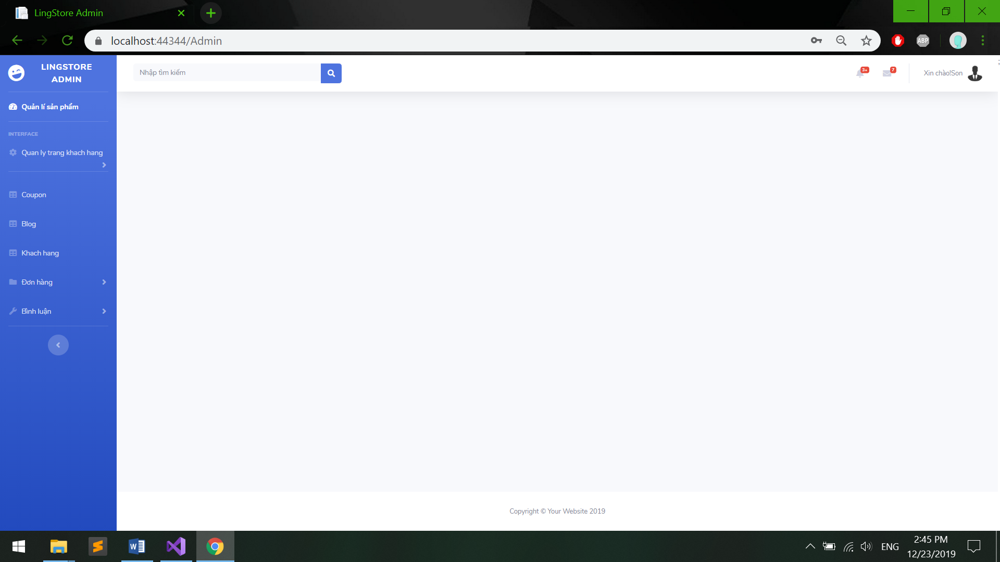 LingStore Admin
localhost:44344/Admin
ABP
LINGSTORE
ADMIN
Nhập tìm kiếm
3+
7
Xin chào!Son
;
Quản lí sản phẩm
INTERFACE
Quan ly trang khach hang
Coupon
Blog
Khach hang
Đơn hàng
Bình luận
Copyright © Your Website 2019
W
ENG
2:45 PM
12/23/2019